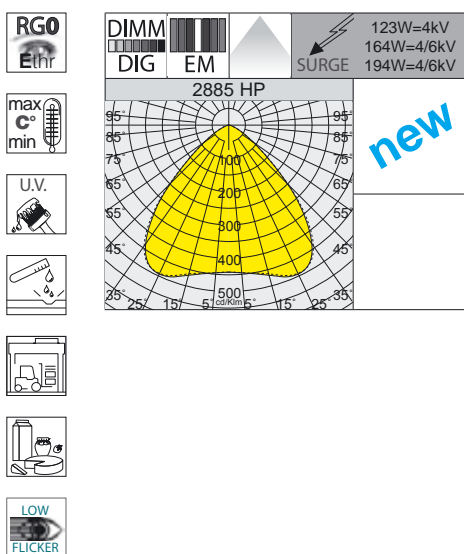 RG0
Ethr
max
C°
min
U.V.
LOW
FLICKER
DIMM
DIG
EM
SURGE
123W=4kV
164W=4/6kV
194W=4/6kV
2885 HP
new
95° 95°
85° 85°
75° 75°
65° 65°
55° 55°
45° 45°
35° 35°
25° 15° 5° 5° 15° 25°
100
200
300
400
500
cd/Klm